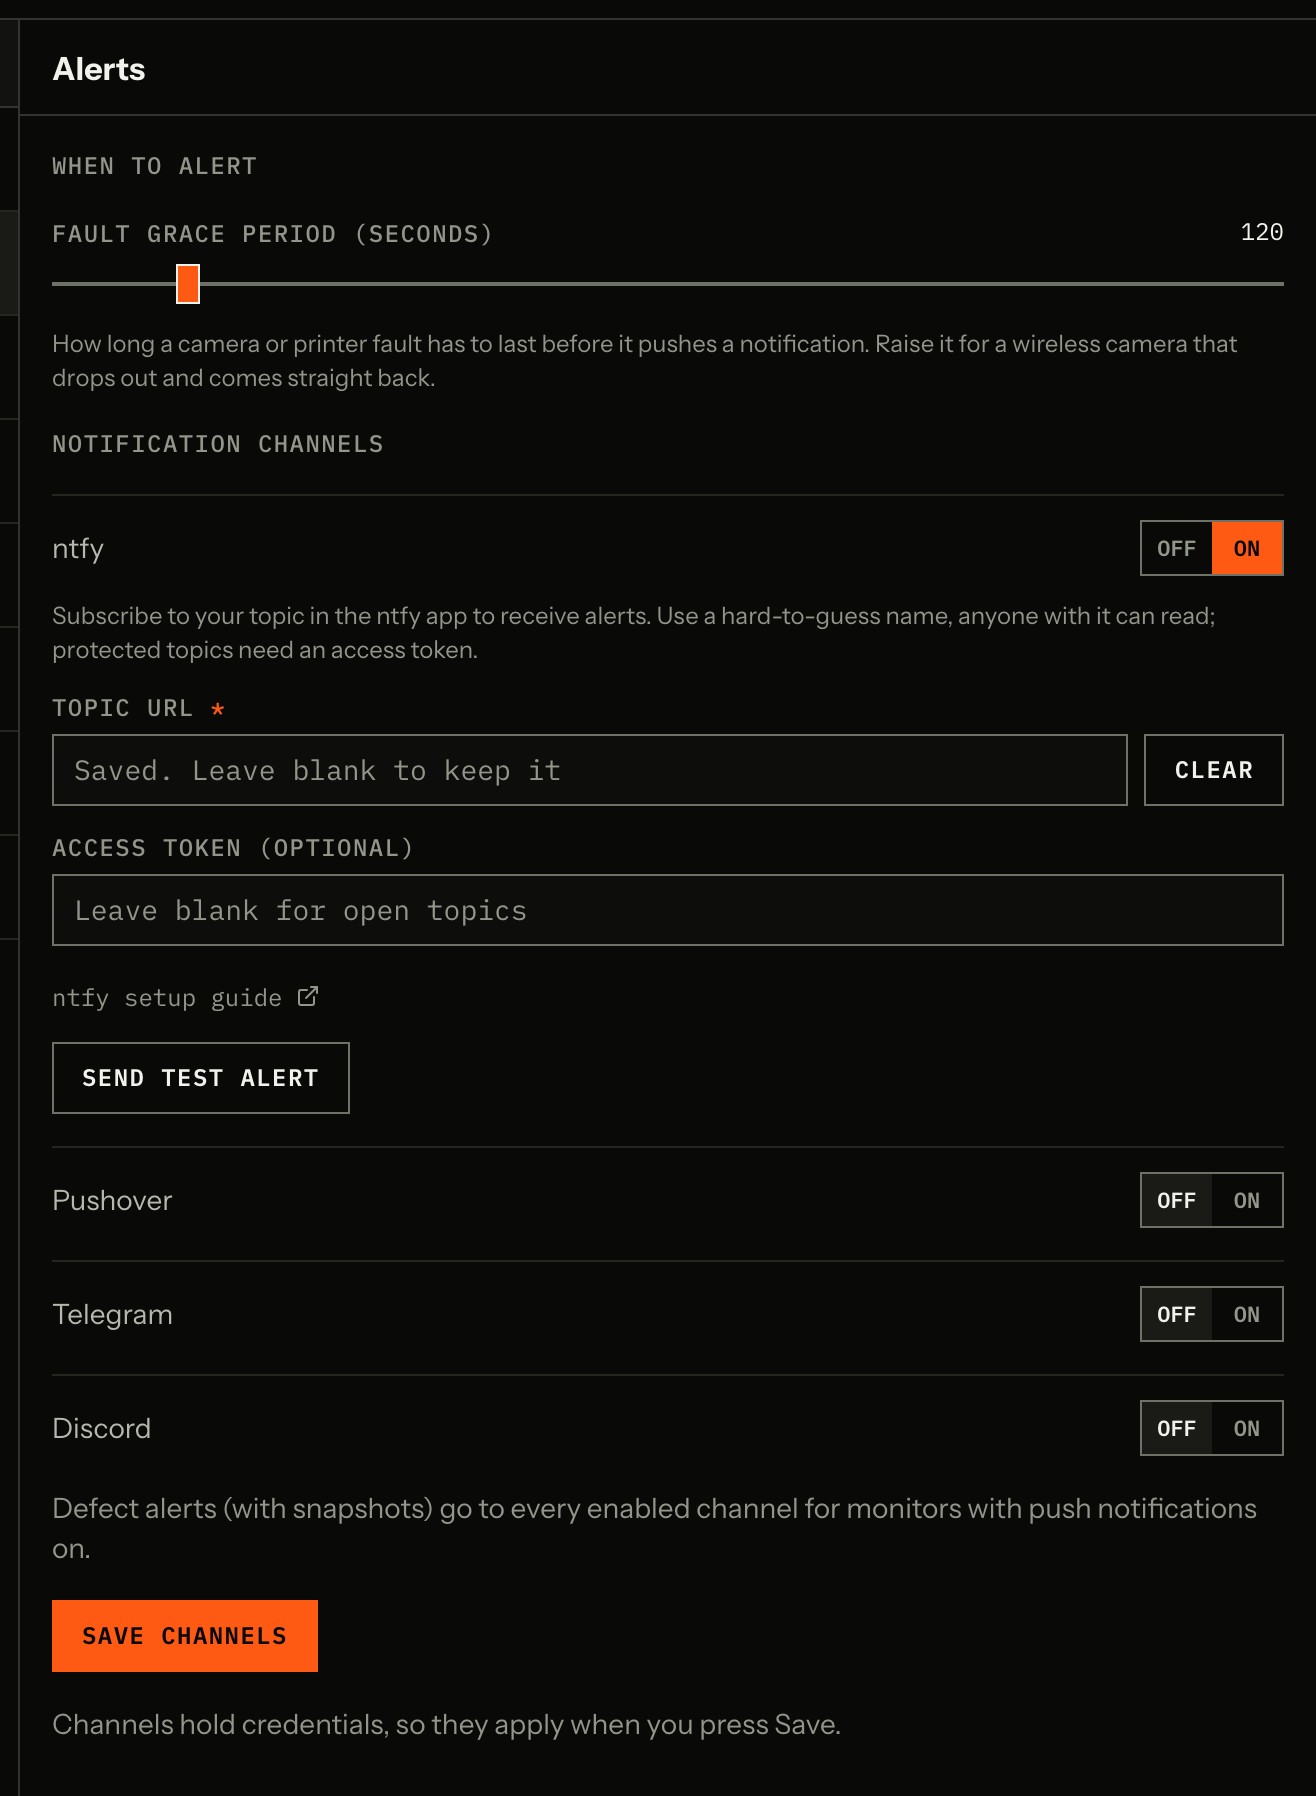 Alerts
WHEN TO ALERT
FAULT GRACE PERIOD (SECONDS) 120
How long a camera or printer fault has to last before it pushes a notification. Raise it for a wireless camera that
drops out and comes straight back.
NOTIFICATION CHANNELS
ntfy OFF ON
Subscribe to your topic in the ntfy app to receive alerts. Use a hard-to-guess name, anyone with it can read;
protected topics need an access token.
TOPIC URL *
Saved. Leave blank to keep it CLEAR
ACCESS TOKEN (OPTIONAL)
Leave blank for open topics
ntfy setup guide
SEND TEST ALERT
Pushover OFF ON
Telegram OFF ON
Discord OFF ON
Defect alerts (with snapshots) go to every enabled channel for monitors with push notifications
on.
SAVE CHANNELS
Channels hold credentials, so they apply when you press Save.